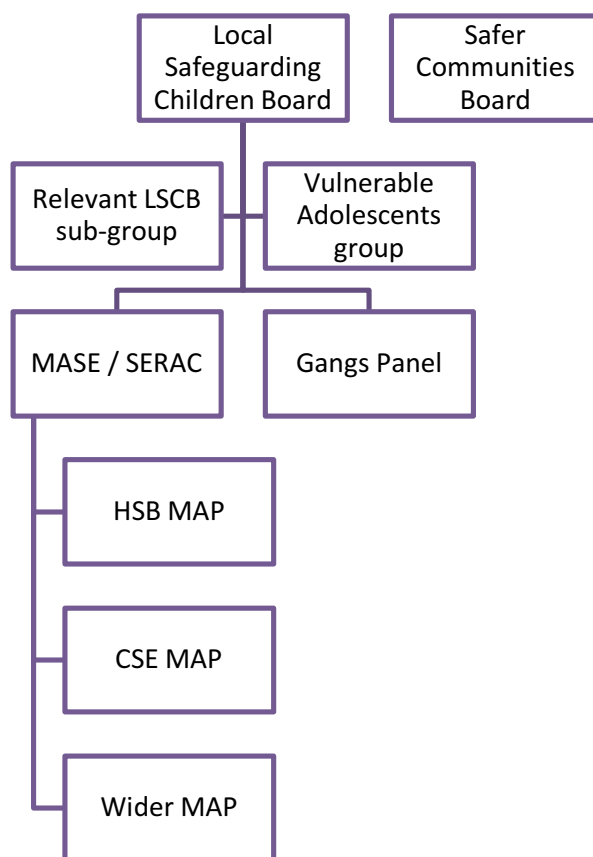 Local
Safeguarding
Children Board
Safer
Communities
Board
Relevant LSCB
sub-group
Vulnerable
Adolescents
group
MASE / SERAC
Gangs Panel
HSB MAP
CSE MAP
Wider MAP